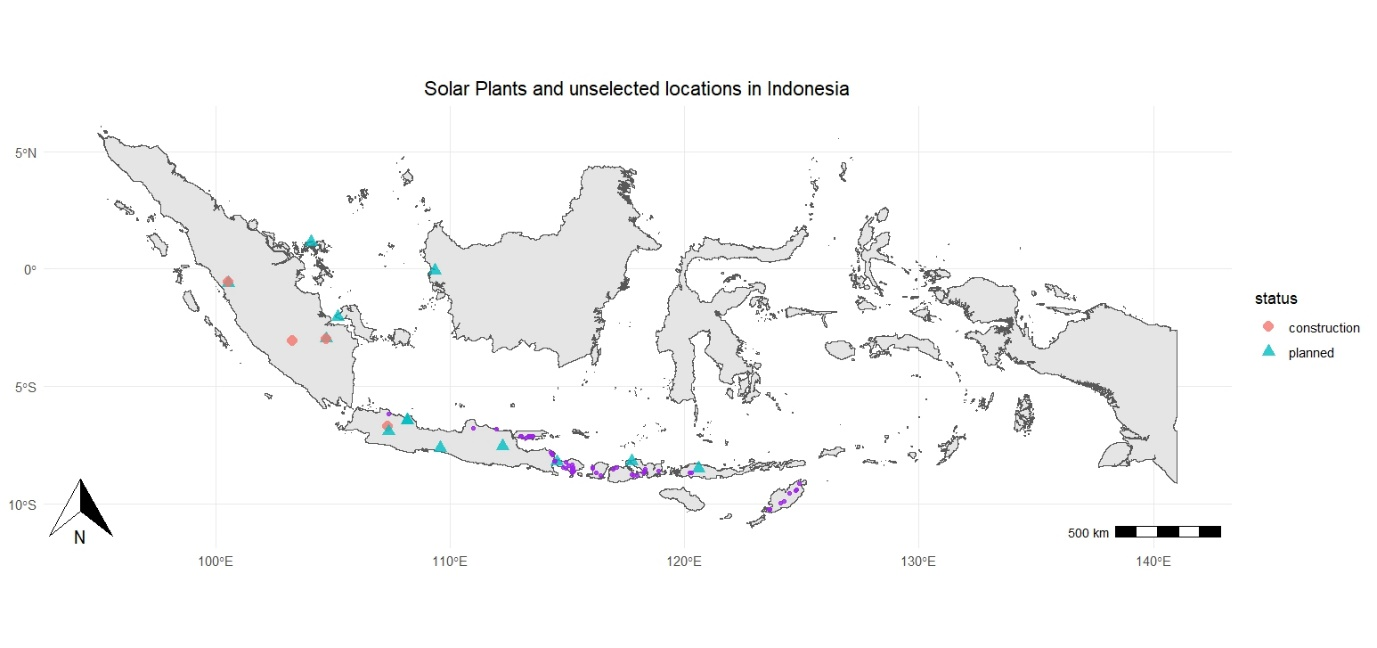 Solar Plants and unselected locations in Indonesia
5°N
0°
5°S
10°S
N
500 km
100°E
110°E
120°E
130°E
140°E
status
construction
planned